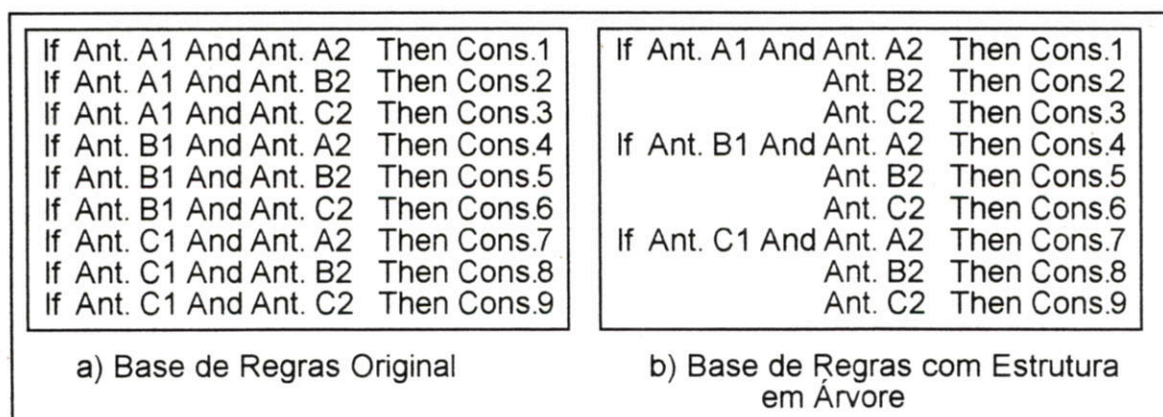 If Ant. A1 And Ant. A2 Then Cons.1
If Ant. A1 And Ant. B2 Then Cons.2
If Ant. A1 And Ant. C2 Then Cons.3
If Ant. B1 And Ant. A2 Then Cons.4
If Ant. B1 And Ant. B2 Then Cons.5
If Ant. B1 And Ant. C2 Then Cons.6
If Ant. C1 And Ant. A2 Then Cons.7
If Ant. C1 And Ant. B2 Then Cons.8
If Ant. C1 And Ant. C2 Then Cons.9
a) Base de Regras Original
If Ant. A1 And Ant. A2 Then Cons.1
Ant. B2 Then Cons.2
Ant. C2 Then Cons.3
If Ant. B1 And Ant. A2 Then Cons.4
Ant. B2 Then Cons.5
Ant. C2 Then Cons.6
If Ant. C1 And Ant. A2 Then Cons.7
Ant. B2 Then Cons.8
Ant. C2 Then Cons.9
b) Base de Regras com Estrutura
em Árvore